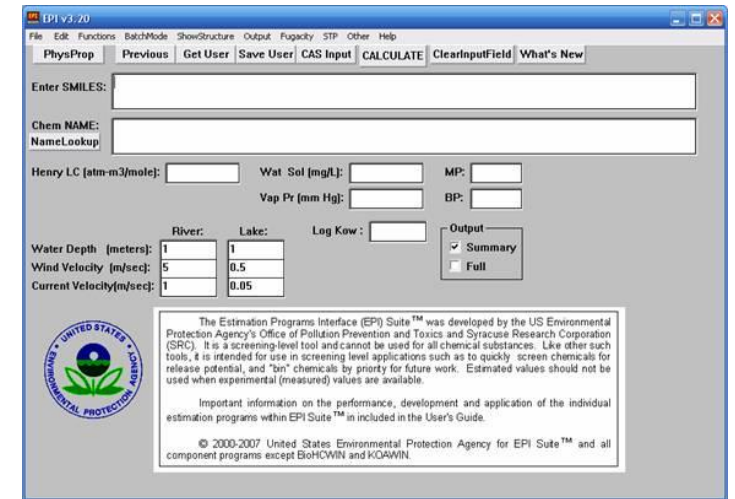 EPI v3.20
File Edit Functions BatchMode ShowStructure Output Fugacity STP Other Help
PhysProp Previous Get User Save User CAS Input CALCULATE ClearInputField What's New
Enter SMILES:
Chem NAME:
NameLookup
Henry LC (atm-m3/mole): Wat Sol (mg/L): MP:
Vap Pr (mm Hg): BP:
River: Lake: Log Kow : Output
Water Depth (meters): 1 1 Summary
Wind Velocity (m/sec): 5 0.5 Full
Current Velocity(m/sec): 1 0.05
UNITED STATES ENVIRONMENTAL PROTECTION AGENCY
The Estimation Programs Interface (EPI) Suite™ was developed by the US Environmental
Protection Agency's Office of Pollution Prevention and Toxics and Syracuse Research Corporation
(SRC). It is a screening-level tool and cannot be used for all chemical substances. Like other such
tools, it is intended for use in screening level applications such as to quickly screen chemicals for
release potential, and "bin" chemicals by priority for future work. Estimated values should not be
used when experimental (measured) values are available.
Important information on the performance, development and application of the individual
estimation programs within EPI Suite™ in included in the User's Guide.
© 2000-2007 United States Environmental Protection Agency for EPI Suite™ and all
component programs except BioHCWIN and KOAWIN.